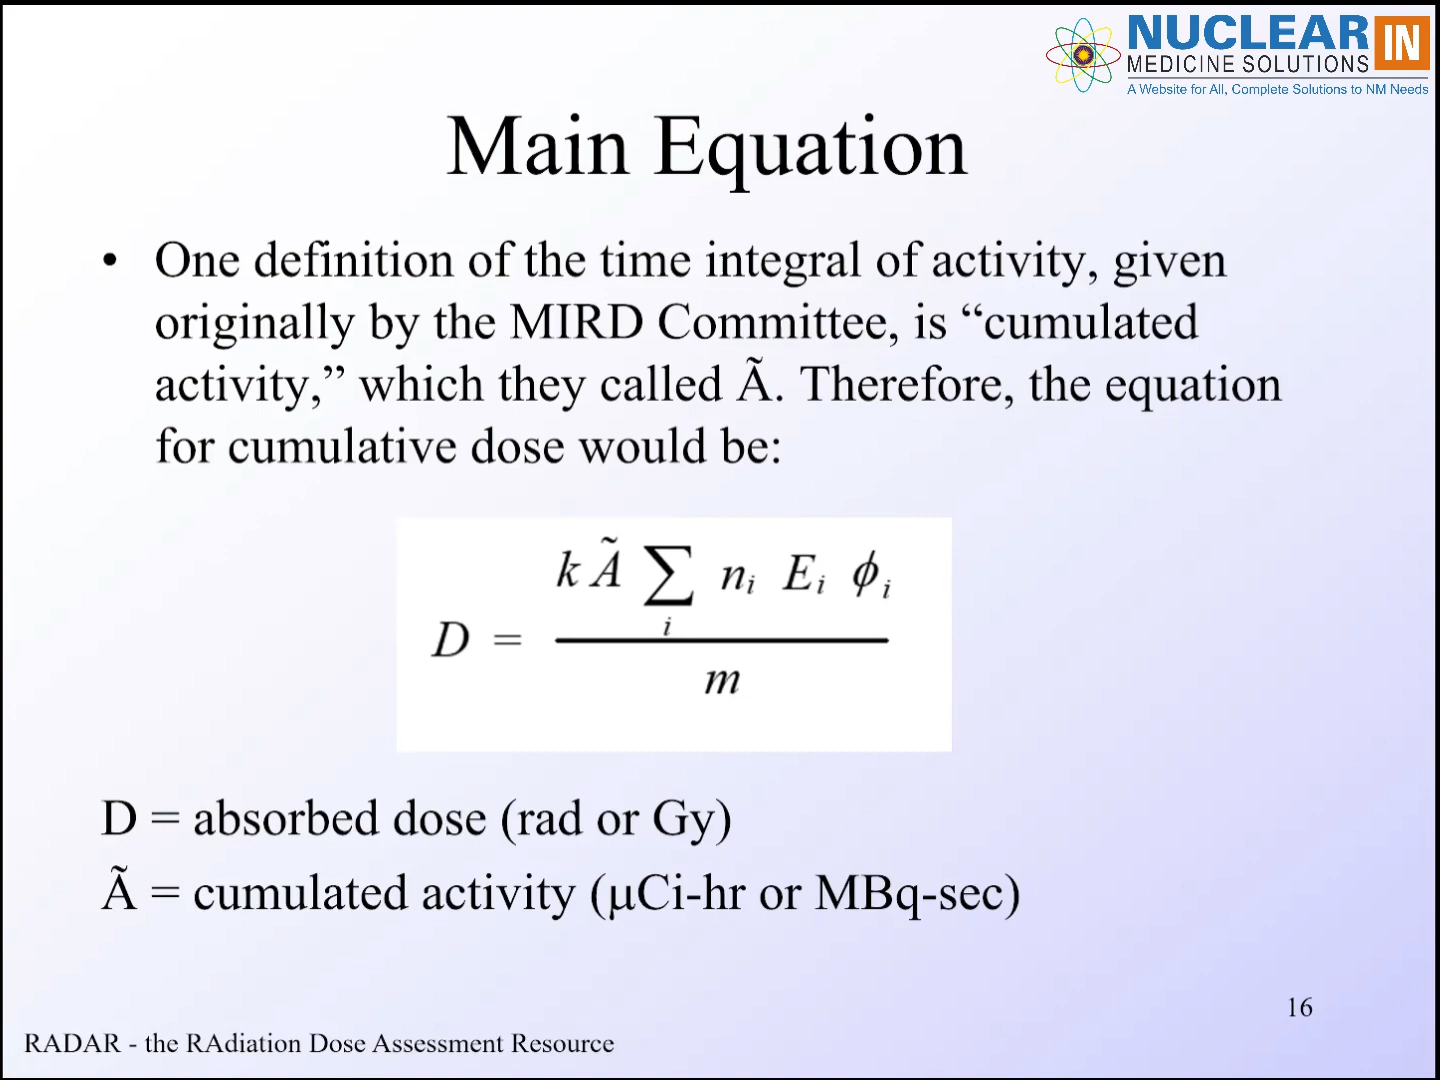 NUCLEAR IN
MEDICINE SOLUTIONS
A Website for All, Complete Solutions to NM Needs
Main Equation
• One definition of the time integral of activity, given
originally by the MIRD Committee, is “cumulated
activity,” which they called Ã. Therefore, the equation
for cumulative dose would be:
D = k Ã ∑_i n_i E_i ϕ_i / m
D = absorbed dose (rad or Gy)
Ã = cumulated activity (μCi-hr or MBq-sec)
16
RADAR - the RAdiation Dose Assessment Resource